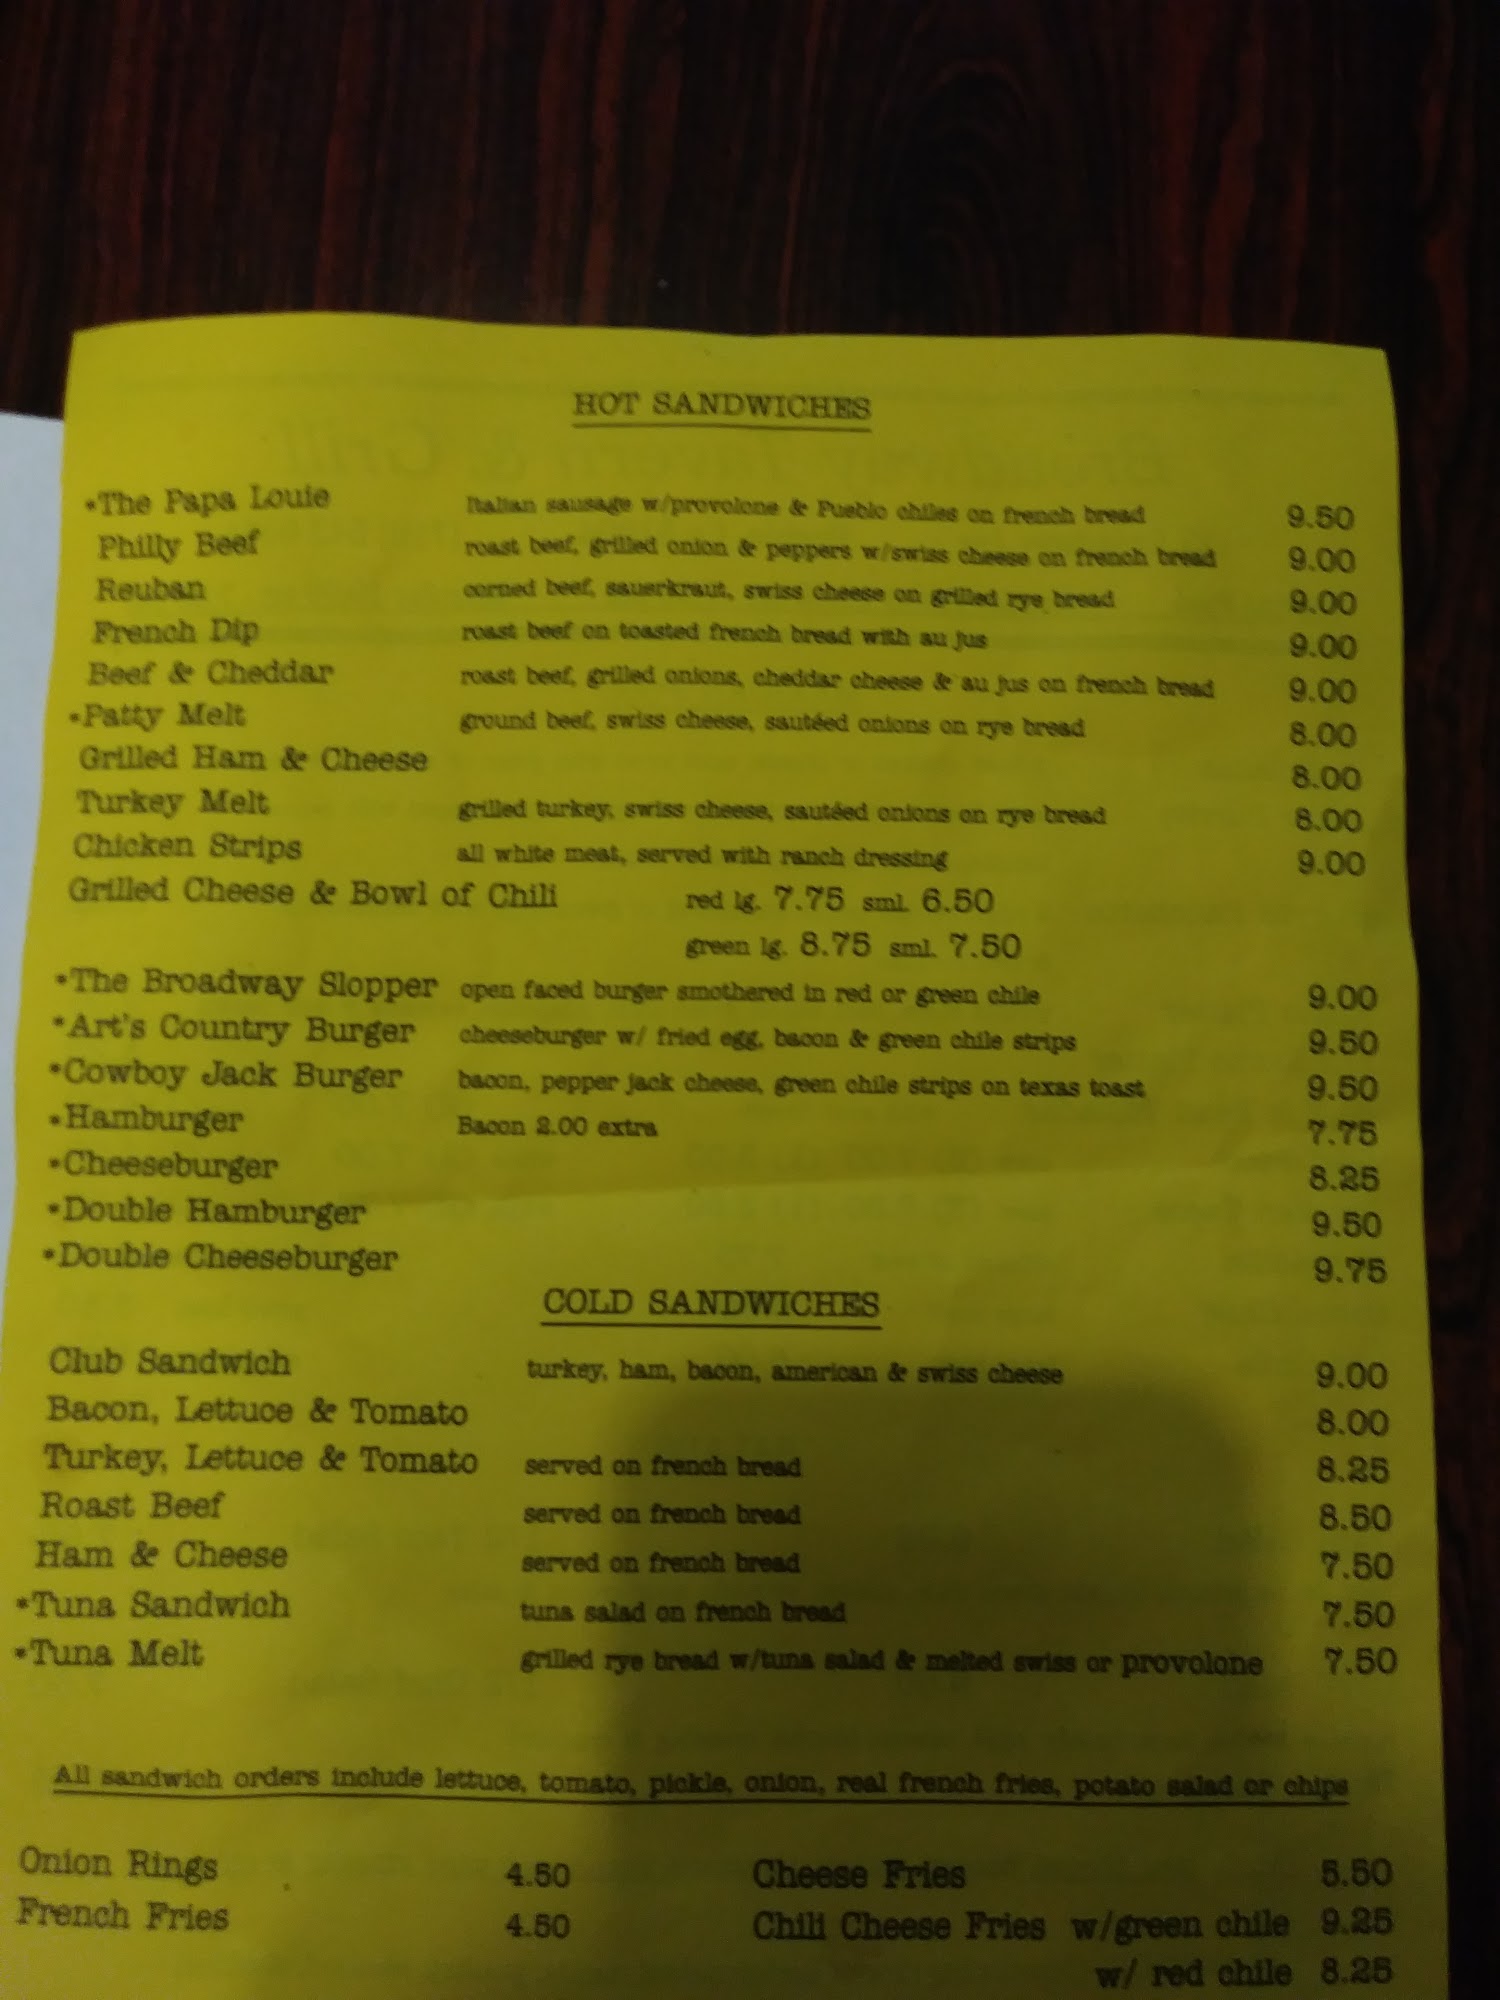 HOT SANDWICHES
*The Papa Louie Italian sausage w/provolone & Pueblo chiles on french bread 9.50
Philly Beef roast beef, grilled onion & peppers w/swiss cheese on french bread 9.00
Reuban corned beef, sauerkraut, swiss cheese on grilled rye bread 9.00
French Dip roast beef on toasted french bread with au jus 9.00
Beef & Cheddar roast beef, grilled onions, cheddar cheese & au jus on french bread 9.00
*Patty Melt ground beef, swiss cheese, sautéed onions on rye bread 8.00
Grilled Ham & Cheese 8.00
Turkey Melt grilled turkey, swiss cheese, sautéed onions on rye bread 8.00
Chicken Strips all white meat, served with ranch dressing 9.00
Grilled Cheese & Bowl of Chili red lg. 7.75 sml. 6.50
green lg. 8.75 sml. 7.50
*The Broadway Slopper open faced burger smothered in red or green chile 9.00
*Art's Country Burger cheeseburger w/ fried egg, bacon & green chile strips 9.50
*Cowboy Jack Burger bacon, pepper jack cheese, green chile strips on texas toast 9.50
*Hamburger Bacon 2.00 extra 7.75
*Cheeseburger 8.25
*Double Hamburger 9.50
*Double Cheeseburger 9.75
COLD SANDWICHES
Club Sandwich turkey, ham, bacon, american & swiss cheese 9.00
Bacon, Lettuce & Tomato 8.00
Turkey, Lettuce & Tomato served on french bread 8.25
Roast Beef served on french bread 8.50
Ham & Cheese served on french bread 7.50
*Tuna Sandwich tuna salad on french bread 7.50
*Tuna Melt grilled rye bread w/tuna salad & melted swiss or provolone 7.50
All sandwich orders include lettuce, tomato, pickle, onion, real french fries, potato salad or chips
Onion Rings 4.50 Cheese Fries 5.50
French Fries 4.50 Chili Cheese Fries w/green chile 9.25
w/ red chile 8.25